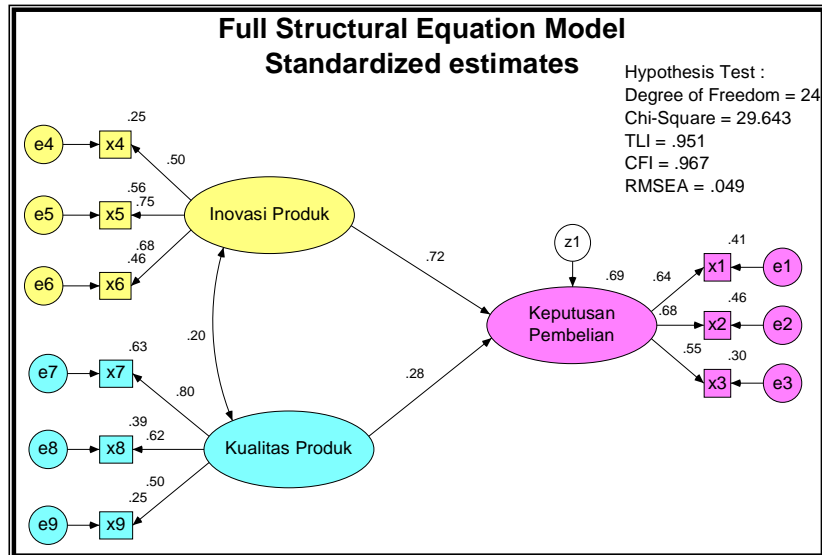 Full Structural Equation Model
Standardized estimates
Hypothesis Test :
Degree of Freedom = 24
Chi-Square = 29.643
TLI = .951
CFI = .967
RMSEA = .049
.25
e4
x4
.50
.56
e5
x5
.75
Inovasi Produk
.68
.46
e6
x6
.72
z1
.69
.41
.64
x1
e1
Keputusan
Pembelian
.68
.46
x2
e2
.55
.30
x3
e3
.20
.28
.63
e7
x7
.80
.39
e8
x8
.62
Kualitas Produk
.50
.25
e9
x9